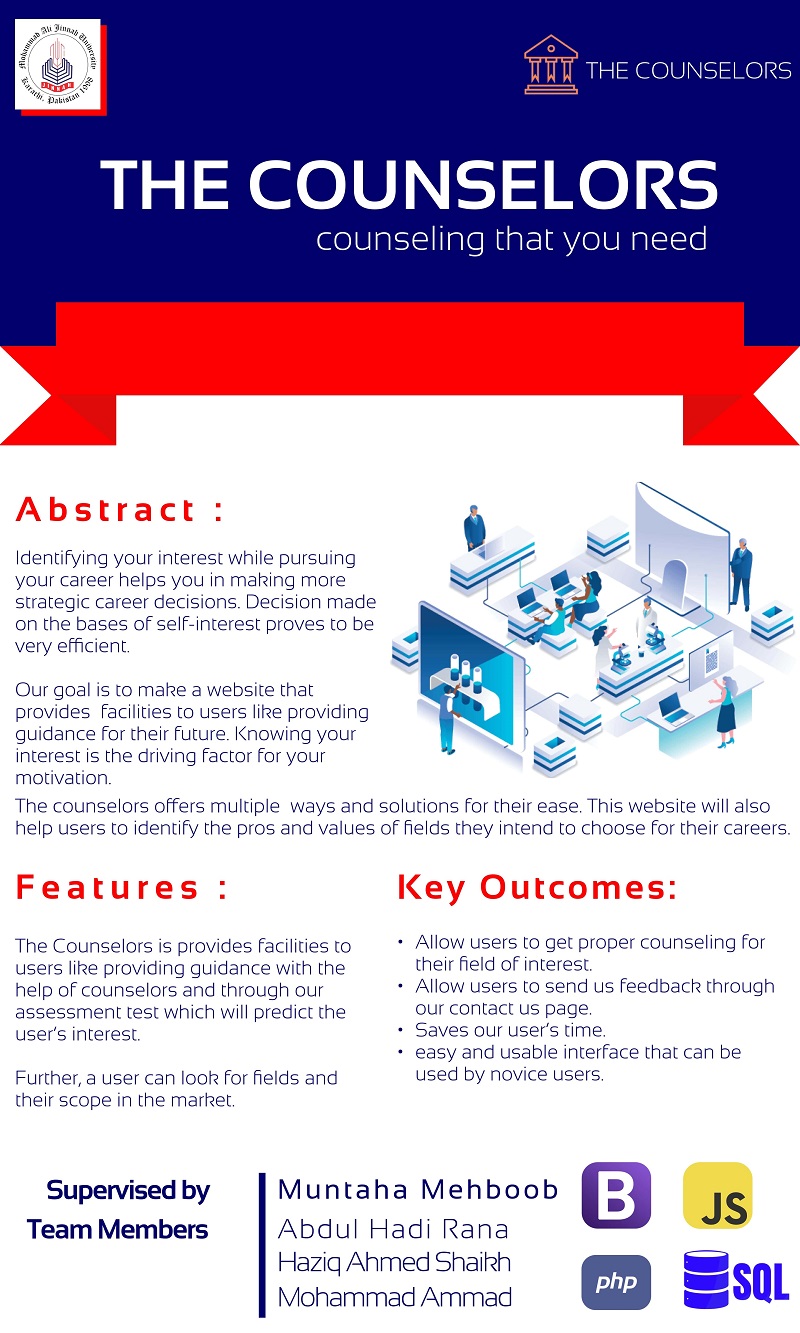 Mohammad Ali Jinnah University
JINNAH
Karachi, Pakistan 1998
THE COUNSELORS
THE COUNSELORS
counseling that you need
Abstract :
Identifying your interest while pursuing
your career helps you in making more
strategic career decisions. Decision made
on the bases of self-interest proves to be
very efficient.
Our goal is to make a website that
provides facilities to users like providing
guidance for their future. Knowing your
interest is the driving factor for your
motivation.
The counselors offers multiple ways and solutions for their ease. This website will also
help users to identify the pros and values of fields they intend to choose for their careers.
Features :
The Counselors is provides facilities to
users like providing guidance with the
help of counselors and through our
assessment test which will predict the
user's interest.
Further, a user can look for fields and
their scope in the market.
Key Outcomes:
• Allow users to get proper counseling for
their field of interest.
• Allow users to send us feedback through
our contact us page.
• Saves our user's time.
• easy and usable interface that can be
used by novice users.
Supervised by
Muntaha Mehboob
Team Members
Abdul Hadi Rana
Haziq Ahmed Shaikh
Mohammad Ammad
B
JS
php
SQL